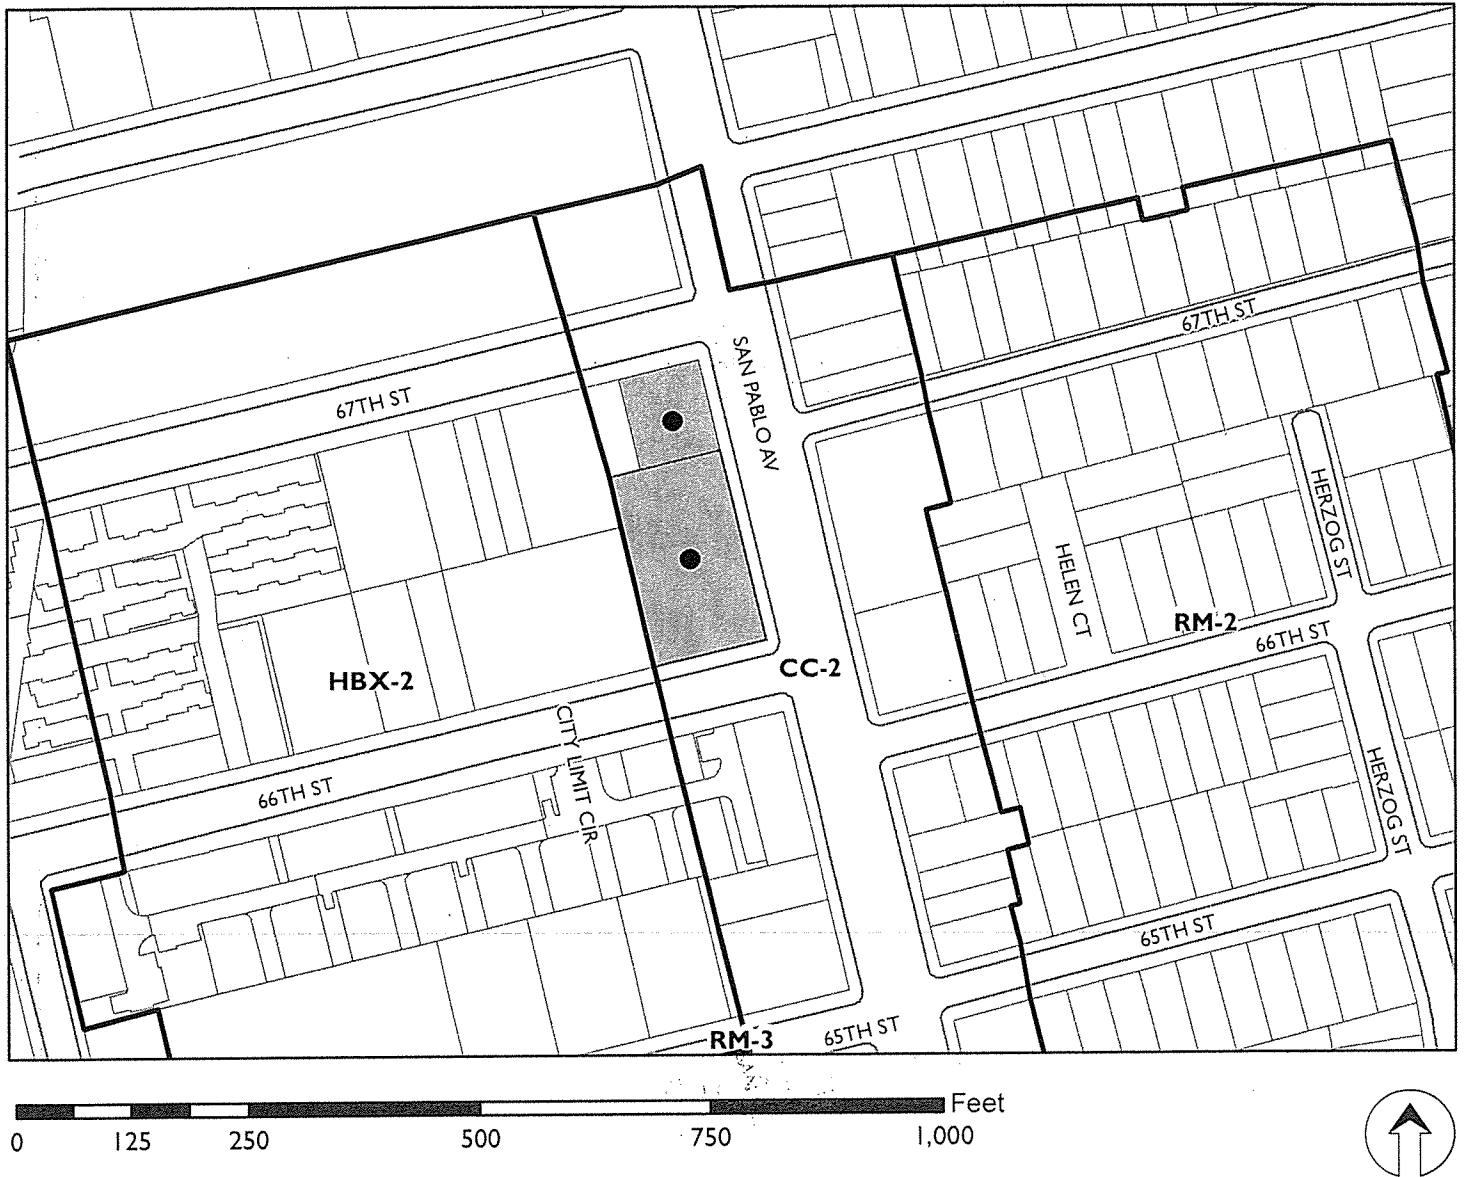 67TH ST
67TH ST
SAN PABLO AV
HERZOG ST
HELEN CT
RM-2
66TH ST
CC-2
HBX-2
CITY LIMIT CIR
66TH ST
HERZOG ST
65TH ST
65TH ST
RM-3
Feet
0 125 250 500 750 1,000